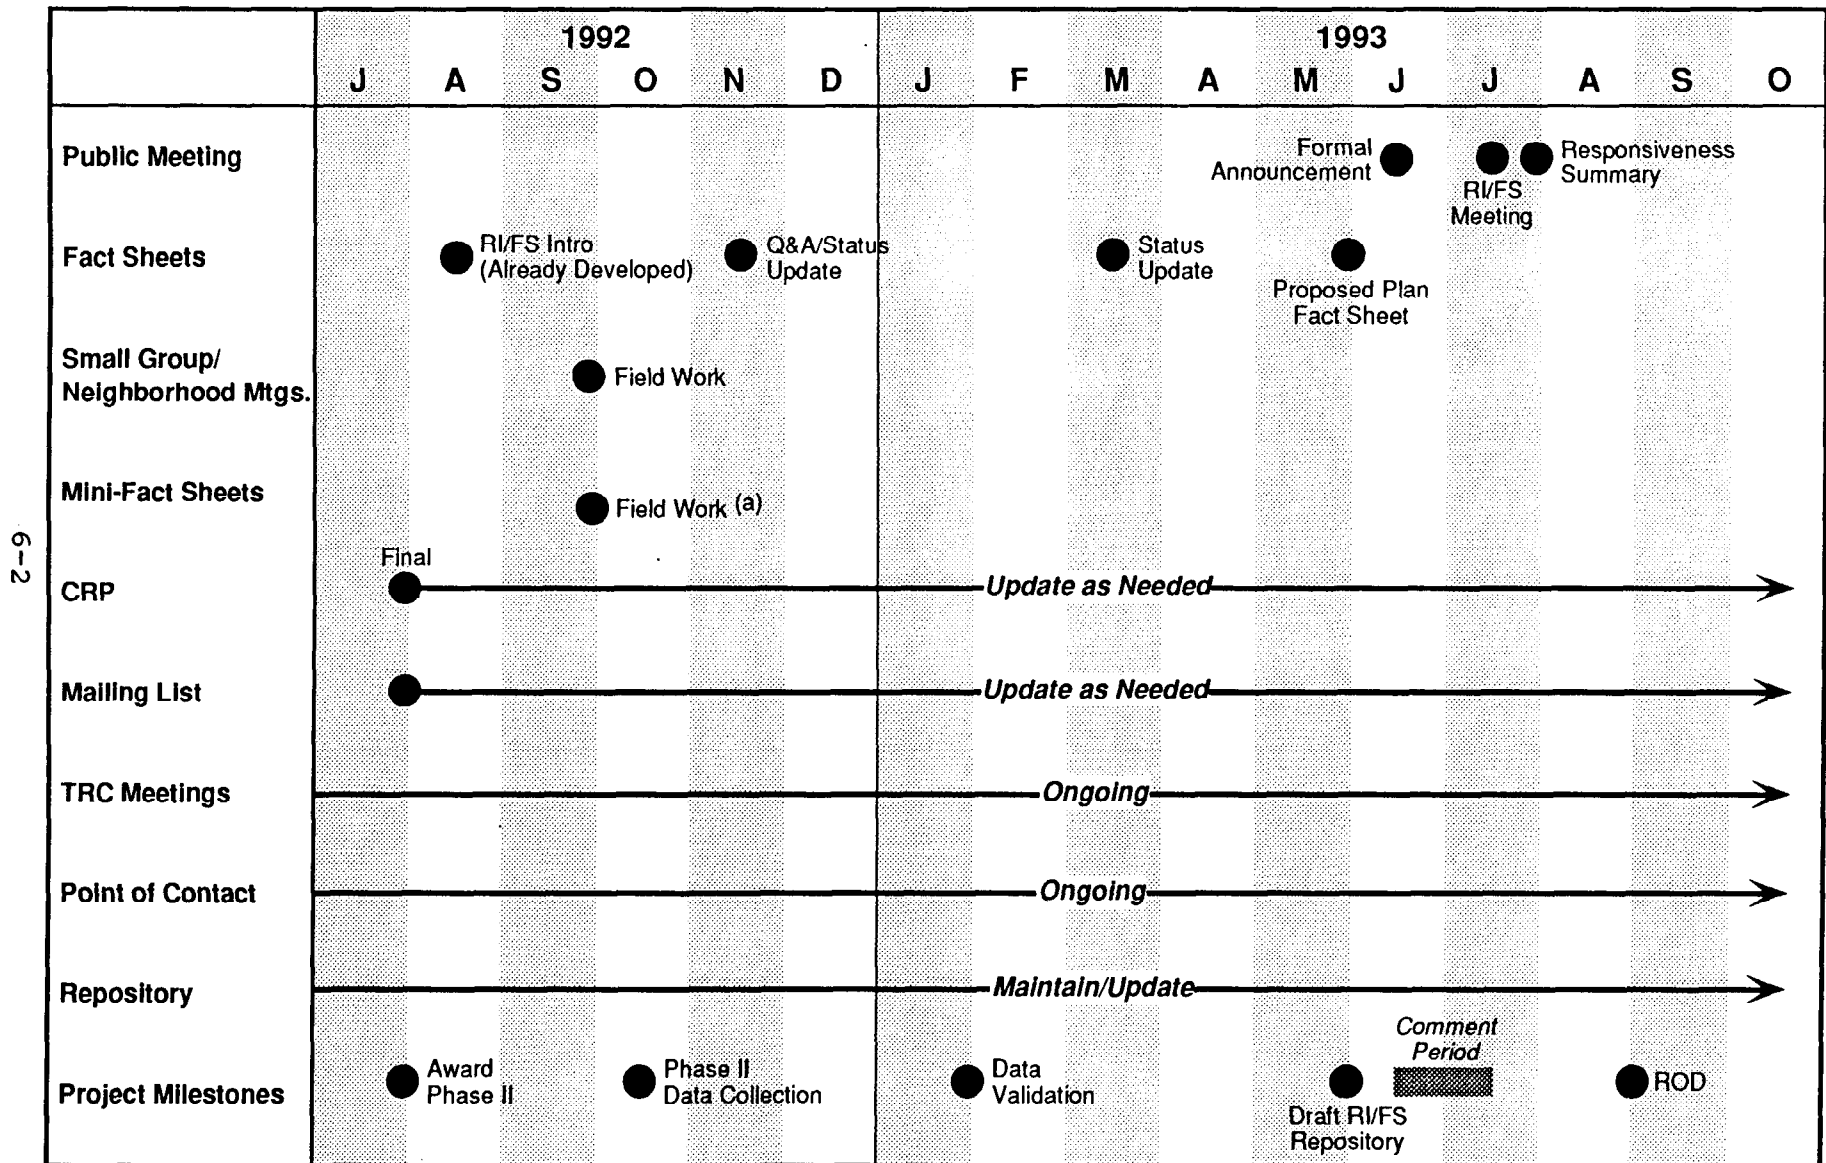 1992 1993
J A S O N D J F M A M J J A S O
Public Meeting
Formal
Announcement
RI/FS
Meeting
Responsiveness
Summary
Fact Sheets
RI/FS Intro
(Already Developed)
Q&A/Status
Update
Status
Update
Proposed Plan
Fact Sheet
Small Group/
Neighborhood Mtgs.
Field Work
Mini-Fact Sheets
Field Work (a)
CRP
Final
Update as Needed
Mailing List
Update as Needed
TRC Meetings
Ongoing
Point of Contact
Ongoing
Repository
Maintain/Update
Project Milestones
Award
Phase II
Phase II
Data Collection
Data
Validation
Draft RI/FS
Repository
Comment
Period
ROD
6-2